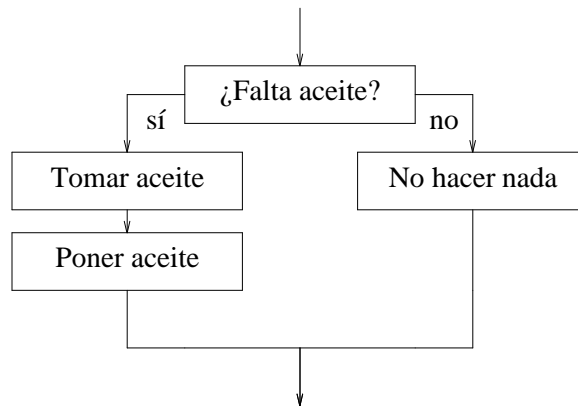 ¿Falta aceite?
sí
no
Tomar aceite
No hacer nada
Poner aceite